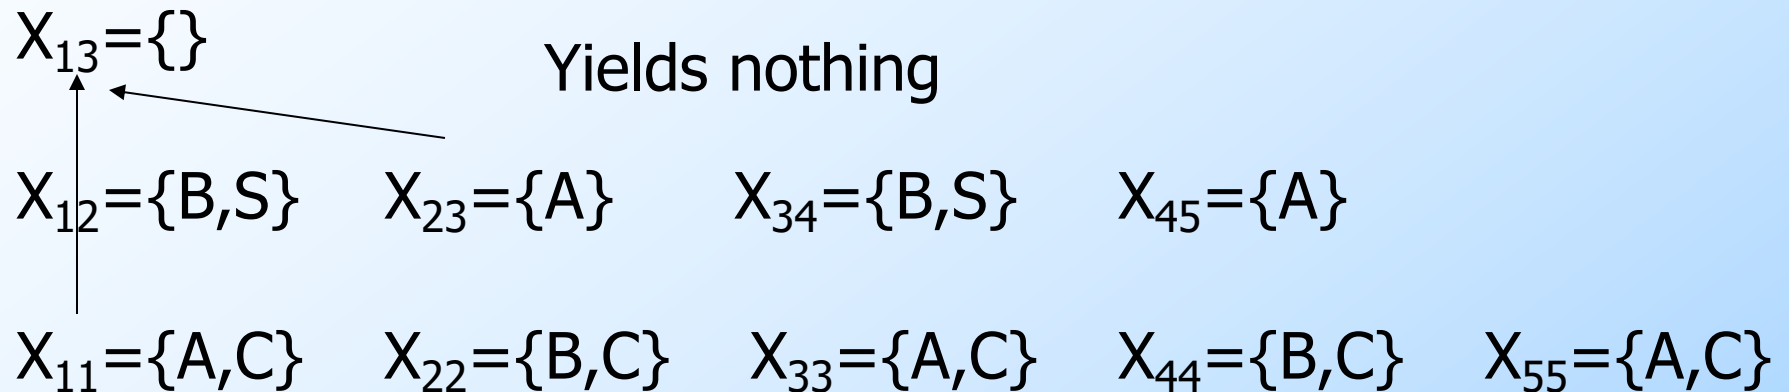 X₁₃={}
Yields nothing
X₁₂={B,S} X₂₃={A} X₃₄={B,S} X₄₅={A}
X₁₁={A,C} X₂₂={B,C} X₃₃={A,C} X₄₄={B,C} X₅₅={A,C}